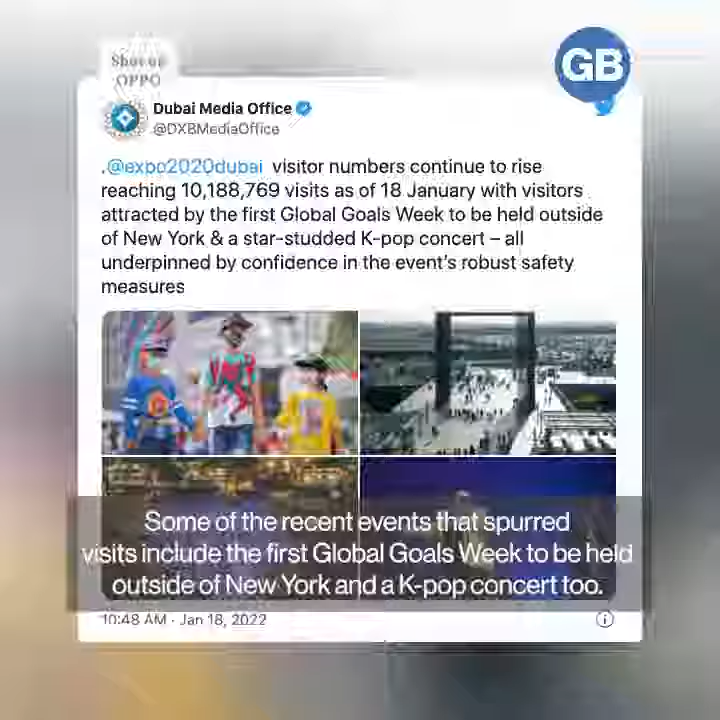 Shot on
OPPO
GB
Dubai Media Office
@DXBMediaOffice
.@expo2020dubai visitor numbers continue to rise
reaching 10,188,769 visits as of 18 January with visitors
attracted by the first Global Goals Week to be held outside
of New York & a star-studded K-pop concert – all
underpinned by confidence in the event's robust safety
measures
Some of the recent events that spurred
visits include the first Global Goals Week to be held
outside of New York and a K-pop concert too.
10:48 AM · Jan 18, 2022